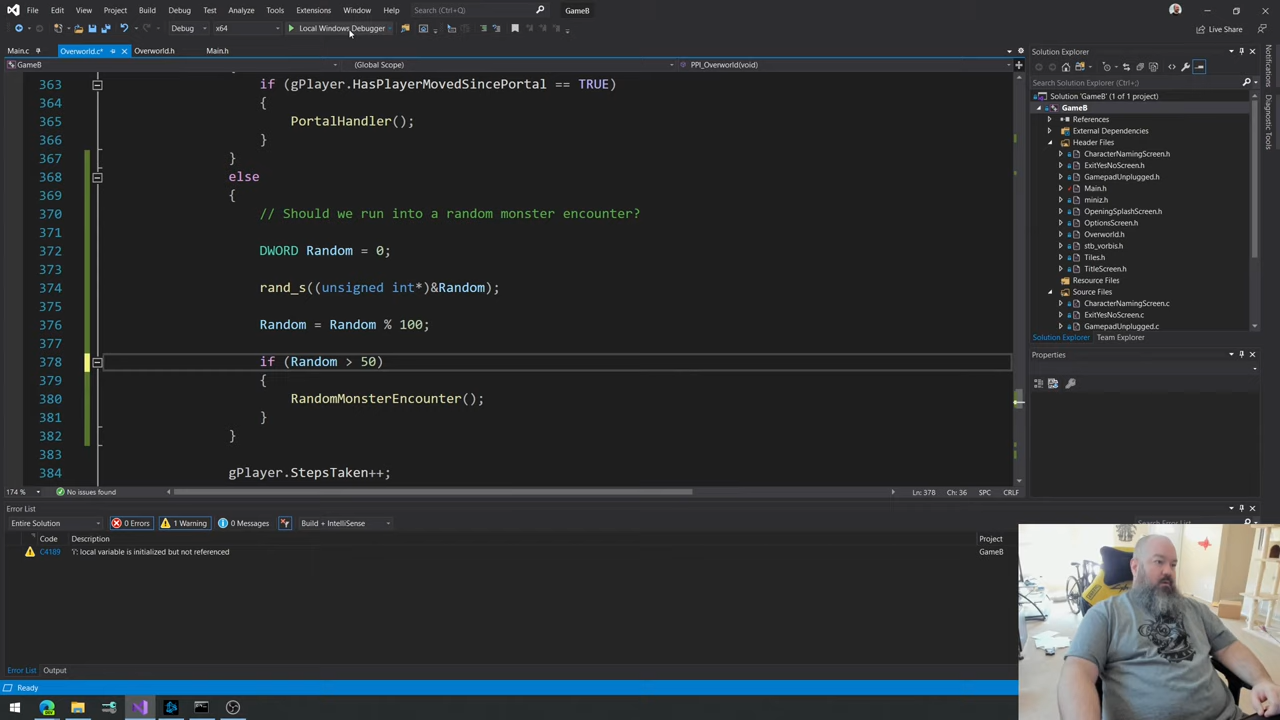 File Edit View Git Project Build Debug Test Analyze Tools Extensions Window Help Search (Ctrl+Q) GameB
Debug x64 Local Windows Debugger Live Share
Main.c Overworld.c* Overworld.h Main.h
GameB (Global Scope) PPI_Overworld(void)
363 if (gPlayer.HasPlayerMovedSincePortal == TRUE)
364 {
365 PortalHandler();
366 }
367 }
368 else
369 {
370 // Should we run into a random monster encounter?
371
372 DWORD Random = 0;
373
374 rand_s((unsigned int*)&Random);
375
376 Random = Random % 100;
377
378 if (Random > 50)
379 {
380 RandomMonsterEncounter();
381 }
382 }
383
384 gPlayer.StepsTaken++;
174 % No issues found Ln: 378 Ch: 36 SPC CRLF
Solution Explorer
Search Solution Explorer (Ctrl+;)
Solution 'GameB' (1 of 1 project)
GameB
References
External Dependencies
Header Files
CharacterNamingScreen.h
ExitYesNoScreen.h
GamepadUnplugged.h
Main.h
miniz.h
OpeningSplashScreen.h
OptionsScreen.h
Overworld.h
stb_vorbis.h
Tiles.h
TitleScreen.h
Resource Files
Source Files
CharacterNamingScreen.c
ExitYesNoScreen.c
GamepadUnplugged.c
Solution Explorer Team Explorer
Properties
Notifications
Diagnostic Tools
Error List
Entire Solution 0 Errors 1 Warning 0 Messages Build + IntelliSense Search Error List
Code Description Project
C4189 local variable is initialized but not referenced GameB
Error List Output
Ready